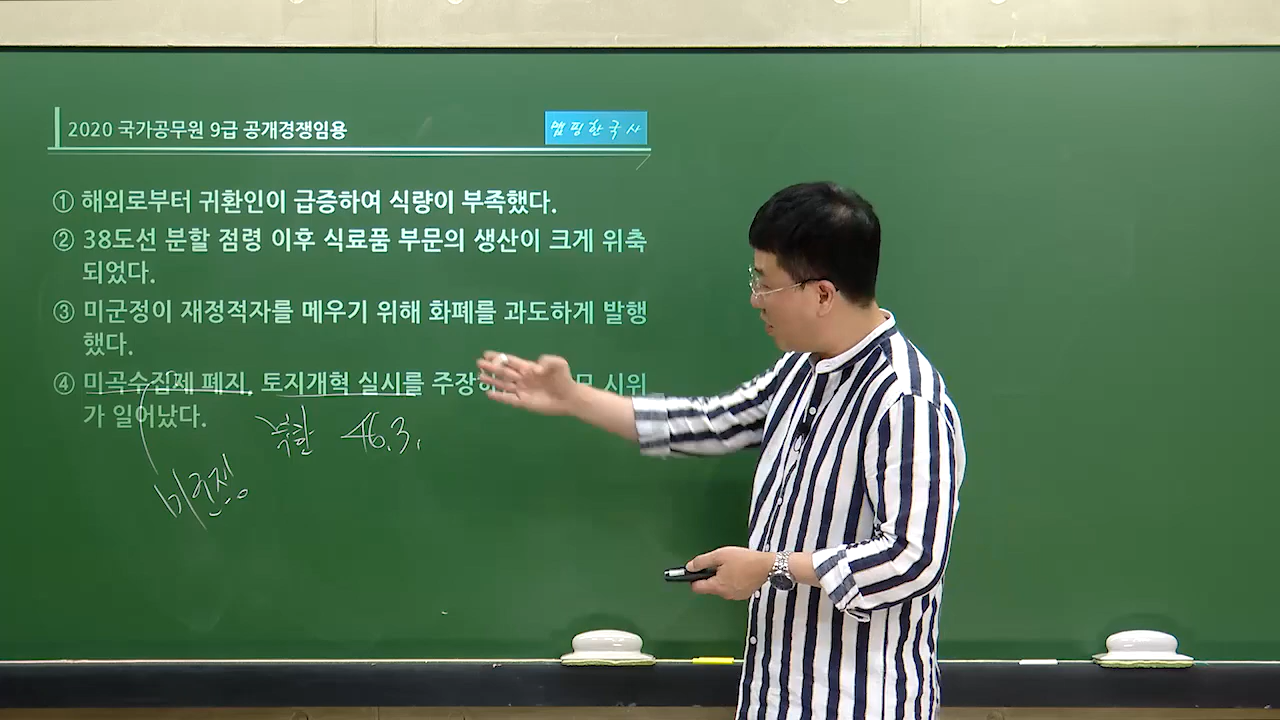 2020 국가공무원 9급 공개경쟁임용
맵핑한국사
① 해외로부터 귀환인이 급증하여 식량이 부족했다.
② 38도선 분할 점령 이후 식료품 부문의 생산이 크게 위축
되었다.
③ 미군정이 재정적자를 메우기 위해 화폐를 과도하게 발행
했다.
④ 미곡수집제 폐지, 토지개혁 실시를 주장하 시위
가 일어났다.
북한 46.3.
미군정